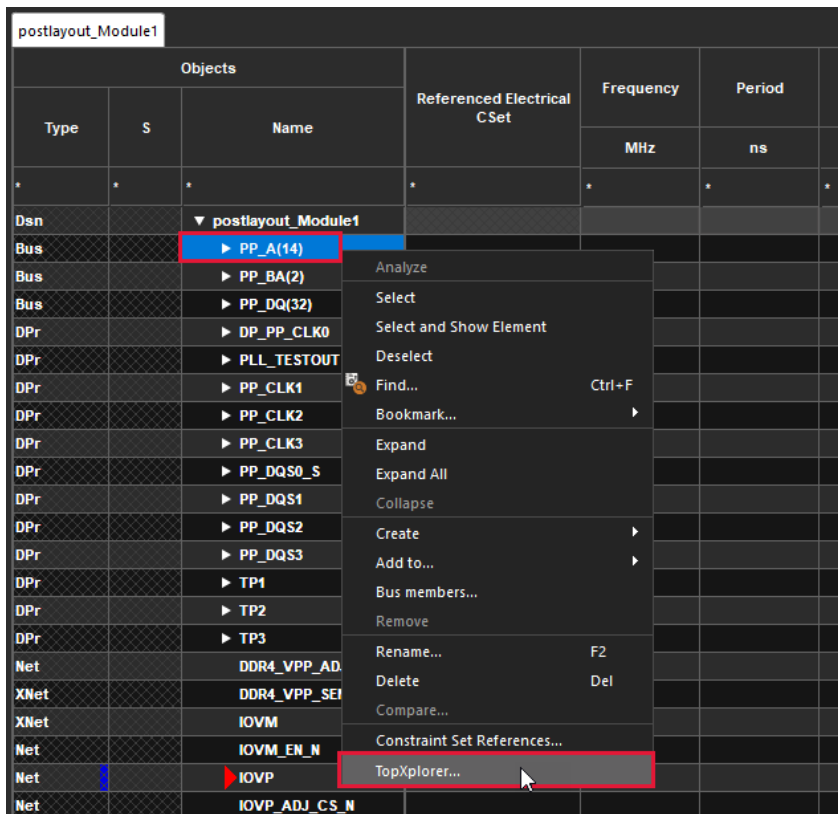 postlayout_Module1
Objects
Referenced Electrical
CSet
Frequency
Period
Type
S
Name
MHz
ns
* * * * * * *
Dsn ▼ postlayout_Module1
Bus ▶ PP_A(14)
Bus ▶ PP_BA(2)
Bus ▶ PP_DQ(32)
DPr ▶ DP_PP_CLK0
DPr ▶ PLL_TESTOUT
DPr ▶ PP_CLK1
DPr ▶ PP_CLK2
DPr ▶ PP_CLK3
DPr ▶ PP_DQS0_S
DPr ▶ PP_DQS1
DPr ▶ PP_DQS2
DPr ▶ PP_DQS3
DPr ▶ TP1
DPr ▶ TP2
DPr ▶ TP3
Net DDR4_VPP_AD
XNet DDR4_VPP_SE
XNet IOVM
Net IOVM_EN_N
Net IOVP
Net IOVP_ADJ_CS_N
Analyze
Select
Select and Show Element
Deselect
Find... Ctrl+F
Bookmark...
Expand
Expand All
Collapse
Create
Add to...
Bus members...
Remove
Rename... F2
Delete Del
Compare...
Constraint Set References...
TopXplorer...